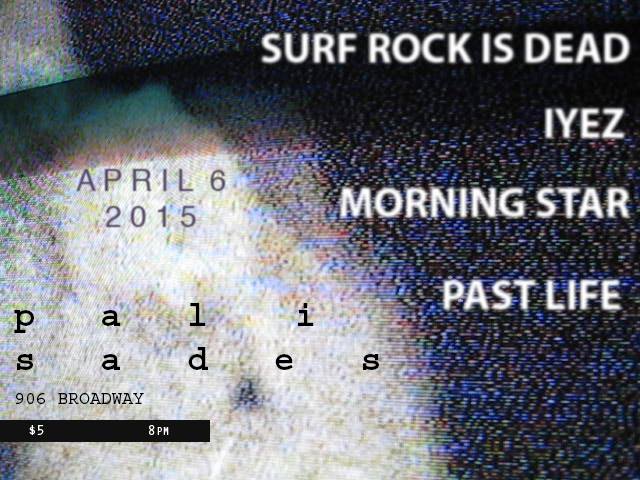 SURF ROCK IS DEAD
IYEZ
MORNING STAR
PAST LIFE
APRIL 6
2015
p a l i
s a d e s
906 BROADWAY
$5 8PM